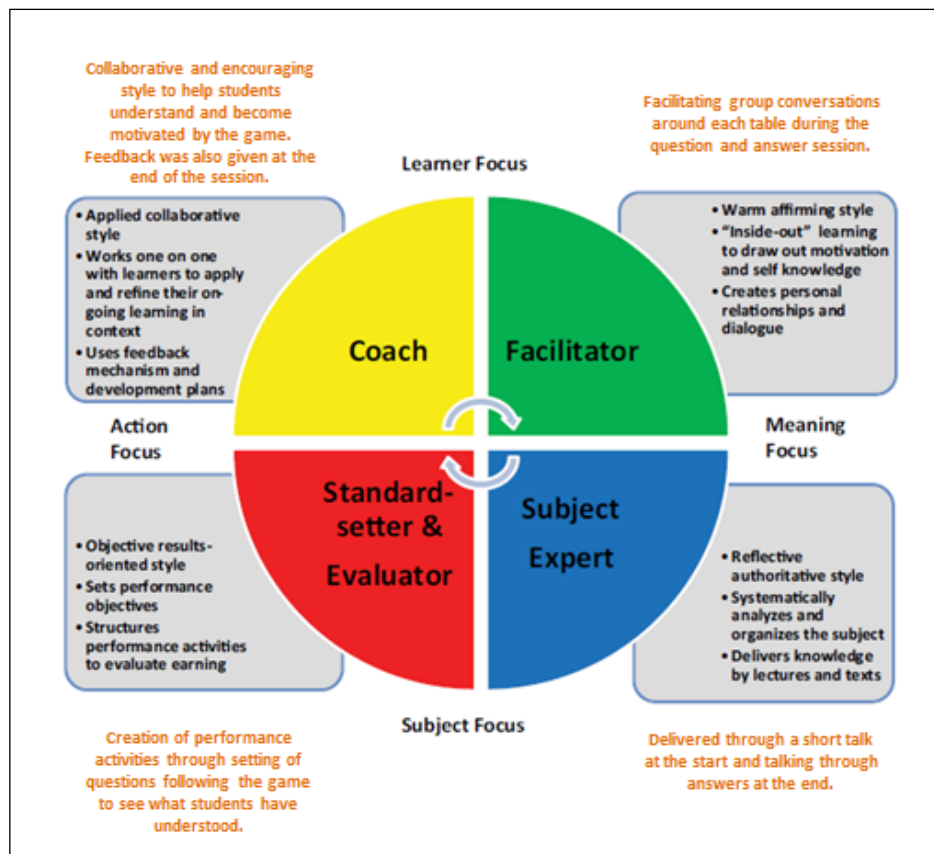 Collaborative and encouraging
style to help students
understand and become
motivated by the game.
Feedback was also given at the
end of the session.
Facilitating group conversations
around each table during the
question and answer session.
Learner Focus
• Applied collaborative
style
• Works one on one
with learners to apply
and refine their on-
going learning in
context
• Uses feedback
mechanism and
development plans
• Warm affirming style
• "Inside-out" learning
to draw out motivation
and self knowledge
• Creates personal
relationships and
dialogue
Coach
Facilitator
Action
Focus
Meaning
Focus
Standard-
setter &
Evaluator
Subject
Expert
• Objective results-
oriented style
• Sets performance
objectives
• Structures
performance activities
to evaluate earning
• Reflective
authoritative style
• Systematically
analyzes and
organizes the subject
• Delivers knowledge
by lectures and texts
Subject Focus
Creation of performance
activities through setting of
questions following the game
to see what students have
understood.
Delivered through a short talk
at the start and talking through
answers at the end.